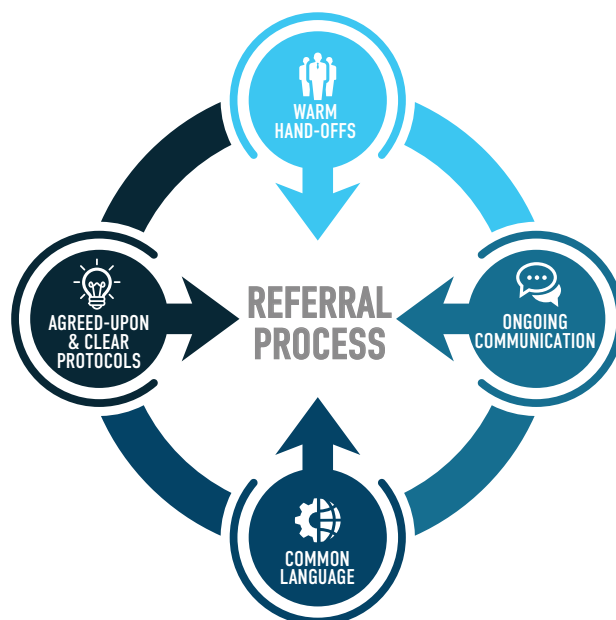 WARM
HAND-OFFS
REFERRAL
PROCESS
AGREED-UPON
& CLEAR
PROTOCOLS
ONGOING
COMMUNICATION
COMMON
LANGUAGE